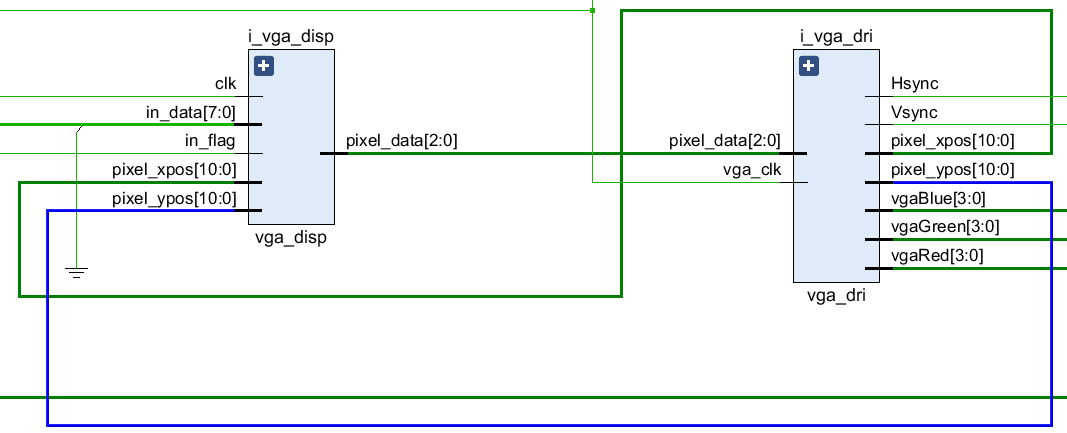 i_vga_disp
clk
in_data[7:0]
in_flag
pixel_xpos[10:0]
pixel_ypos[10:0]
pixel_data[2:0]
vga_disp
i_vga_dri
pixel_data[2:0]
vga_clk
Hsync
Vsync
pixel_xpos[10:0]
pixel_ypos[10:0]
vgaBlue[3:0]
vgaGreen[3:0]
vgaRed[3:0]
vga_dri